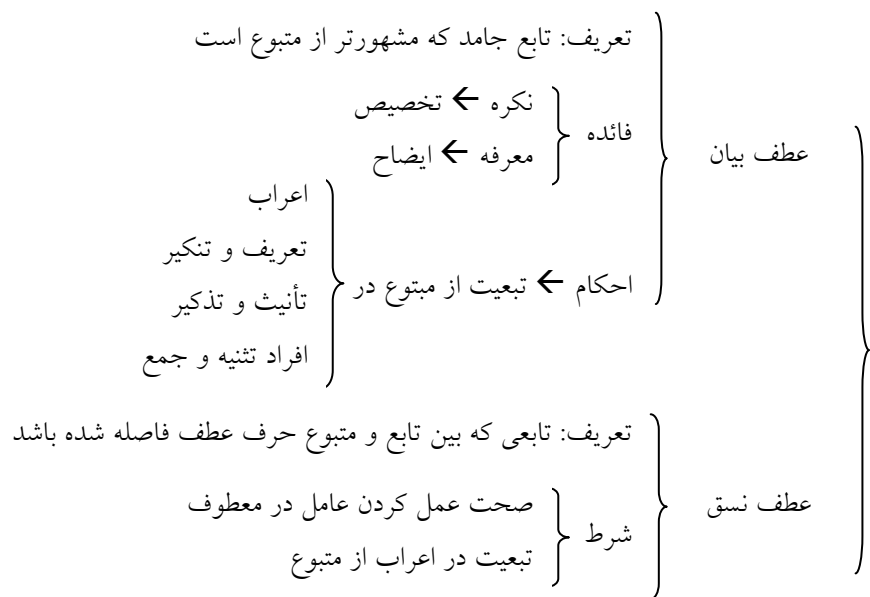 تعریف: تابع جامد که مشهورتر از متبوع است
عطف بیان
فائده
نکره ← تخصیص
معرفه ← ایضاح
احکام ← تبعیت از مبتوع در
اعراب
تعریف و تنکیر
تأنیث و تذکیر
افراد تثنیه و جمع
تعریف: تابعی که بین تابع و متبوع حرف عطف فاصله شده باشد
عطف نسق
شرط
صحت عمل کردن عامل در معطوف
تبعیت در اعراب از متبوع